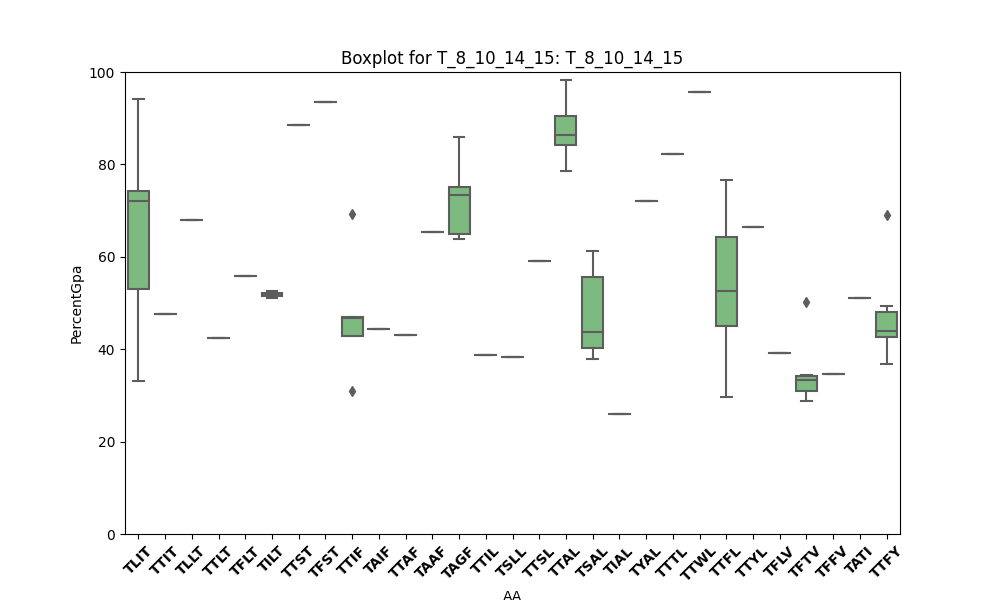 Boxplot for T_8_10_14_15: T_8_10_14_15
100
80
60
40
20
0
PercentGpa
TLIT TTIT TLLT TTLT TFLT TILT TTST TFST TTIF TAIF TTAF TAAF TAGF TTIL TSLL TTSL TTAL TSAL TIAL TYAL TTTL TTWL TTFL TTYL TFLV TFTV TFFV TATI TTFY
AA